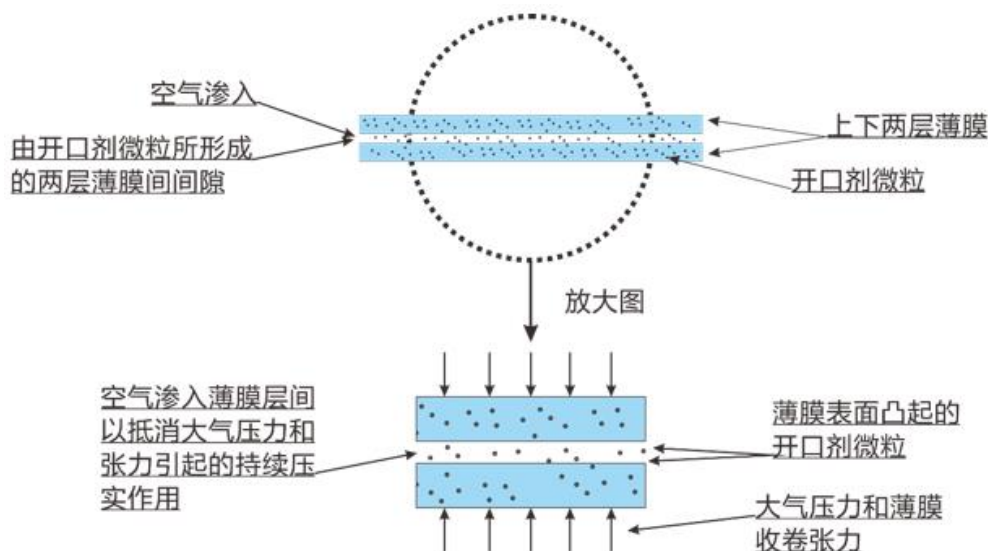 空气渗入
由开口剂微粒所形成
的两层薄膜间间隙
上下两层薄膜
开口剂微粒
放大图
空气渗入薄膜层间
以抵消大气压力和
张力引起的持续压
实作用
薄膜表面凸起的
开口剂微粒
大气压力和薄膜
收卷张力